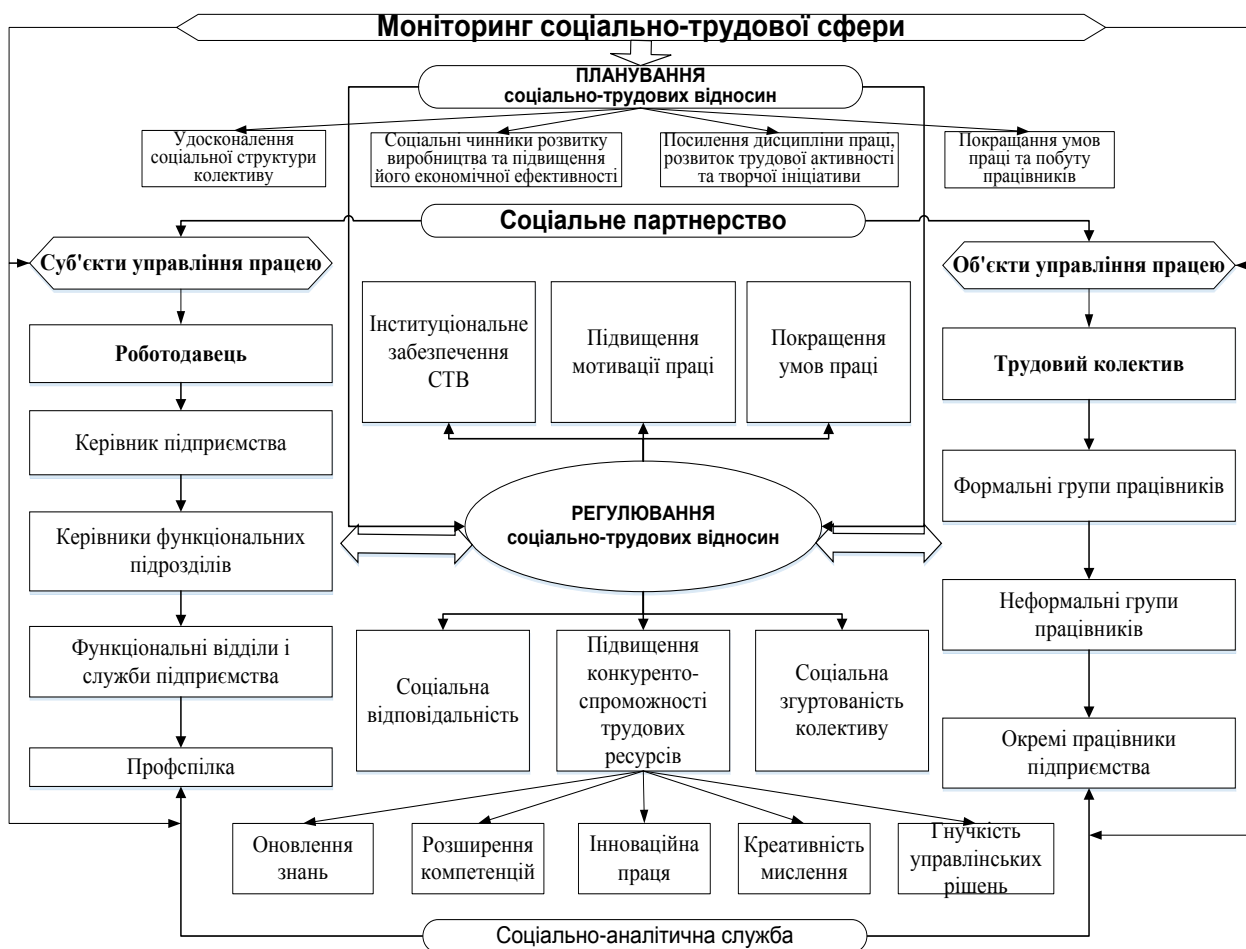 Моніторинг соціально-трудової сфери
ПЛАНУВАННЯ
соціально-трудових відносин
Удосконалення
соціальної структури
колективу
Соціальні чинники розвитку
виробництва та підвищення
його економічної ефективності
Посилення дисципліни праці,
розвиток трудової активності
та творчої ініціативи
Покращання умов
праці та побуту
працівників
Соціальне партнерство
Суб'єкти управління працею
Об'єкти управління працею
Роботодавець
Керівник підприємства
Керівники функціональних
підрозділів
Функціональні відділи і
служби підприємства
Профспілка
Інституціональне
забезпечення
СТВ
Підвищення
мотивації праці
Покращення
умов праці
РЕГУЛЮВАННЯ
соціально-трудових відносин
Соціальна
відповідальність
Підвищення
конкуренто-
спроможності
трудових
ресурсів
Соціальна
згуртованість
колективу
Трудовий колектив
Формальні групи працівників
Неформальні групи
працівників
Окремі працівники
підприємства
Оновлення
знань
Розширення
компетенцій
Інноваційна
праця
Креативність
мислення
Гнучкість
управлінських
рішень
Соціально-аналітична служба